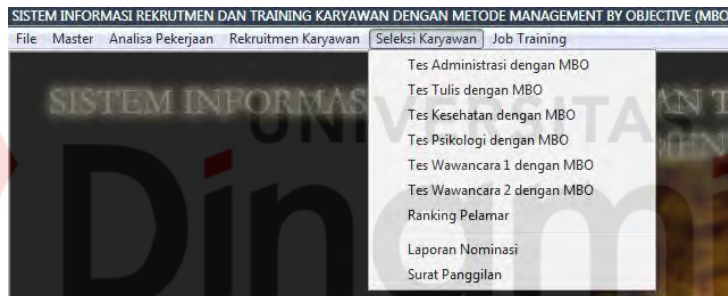 SISTEM INFORMASI REKRUTMEN DAN TRAINING KARYAWAN DENGAN METODE MANAGEMENT BY OBJECTIVE (MBO
File Master Analisa Pekerjaan Rekruitmen Karyawan Seleksi Karyawan Job Training
Tes Administrasi dengan MBO
Tes Tulis dengan MBO
Tes Kesehatan dengan MBO
Tes Psikologi dengan MBO
Tes Wawancara 1 dengan MBO
Tes Wawancara 2 dengan MBO
Ranking Pelamar
Laporan Nominasi
Surat Panggilan
SISTEM INFORMAS
UNIVERSITAS
Dinam